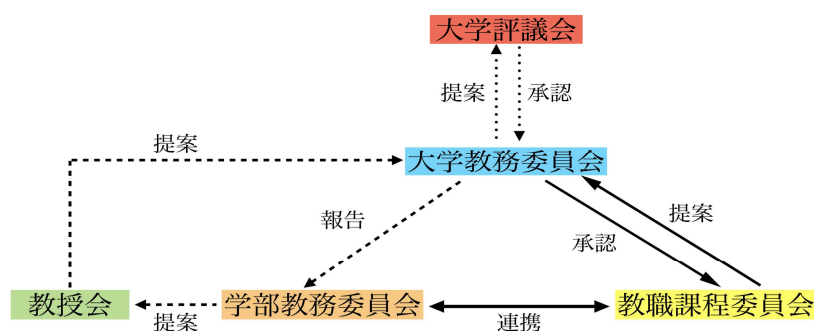 大学評議会
提案
承認
提案
大学教務委員会
報告
提案
承認
教授会
提案
学部教務委員会
連携
教職課程委員会